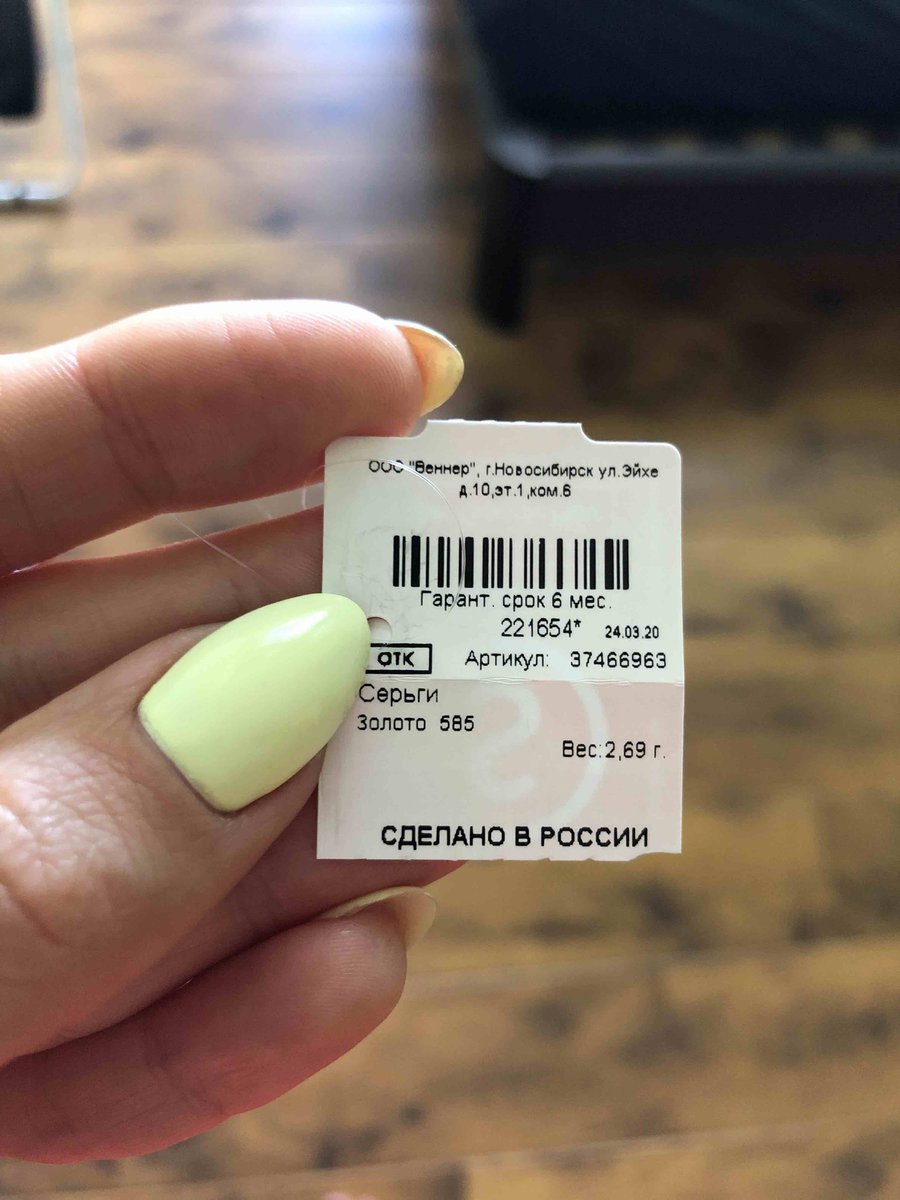 ООО "Веннер", г.Новосибирск ул.Эйхе
д.10,эт.1,ком.6
Гарант. срок 6 мес.
221654* 24.03.20
ОТК Артикул: 37466963
Серьги
Золото 585
Вес:2,69 г.
СДЕЛАНО В РОССИИ